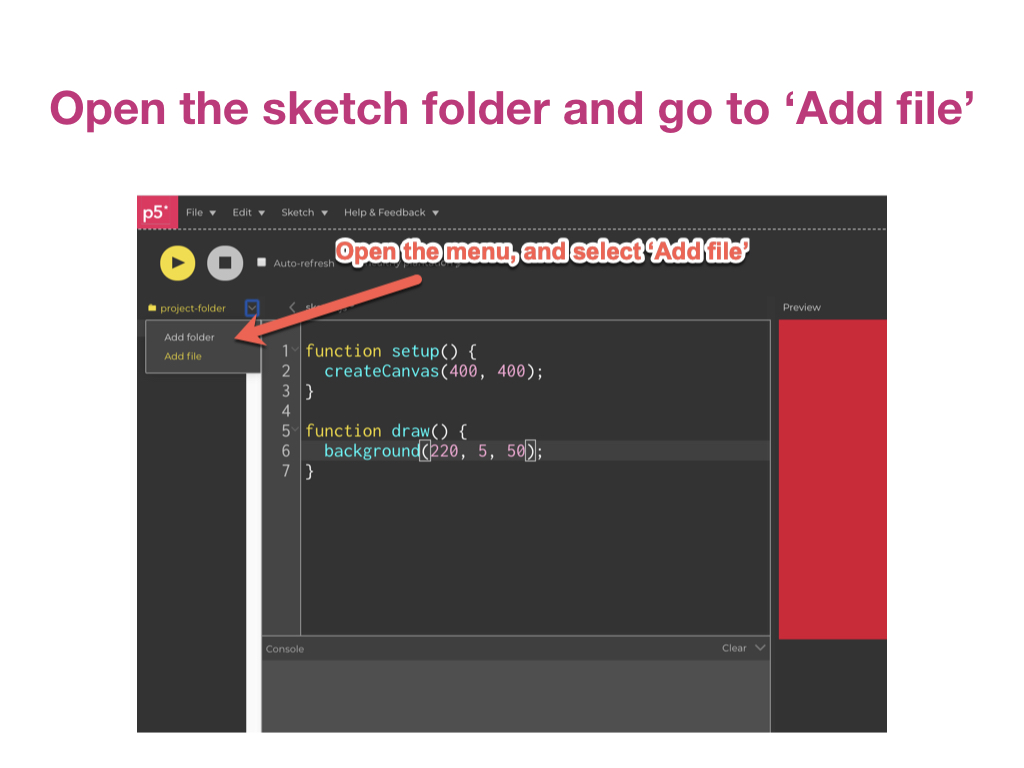 Open the sketch folder and go to ‘Add file’
p5*
File ▼ Edit ▼ Sketch ▼ Help & Feedback ▼
Open the menu, and select ‘Add file’
Auto-refresh
project-folder
Preview
Add folder
Add file
1 function setup() {
2 createCanvas(400, 400);
3 }
4
5 function draw() {
6 background(220, 5, 50);
7 }
Console
Clear